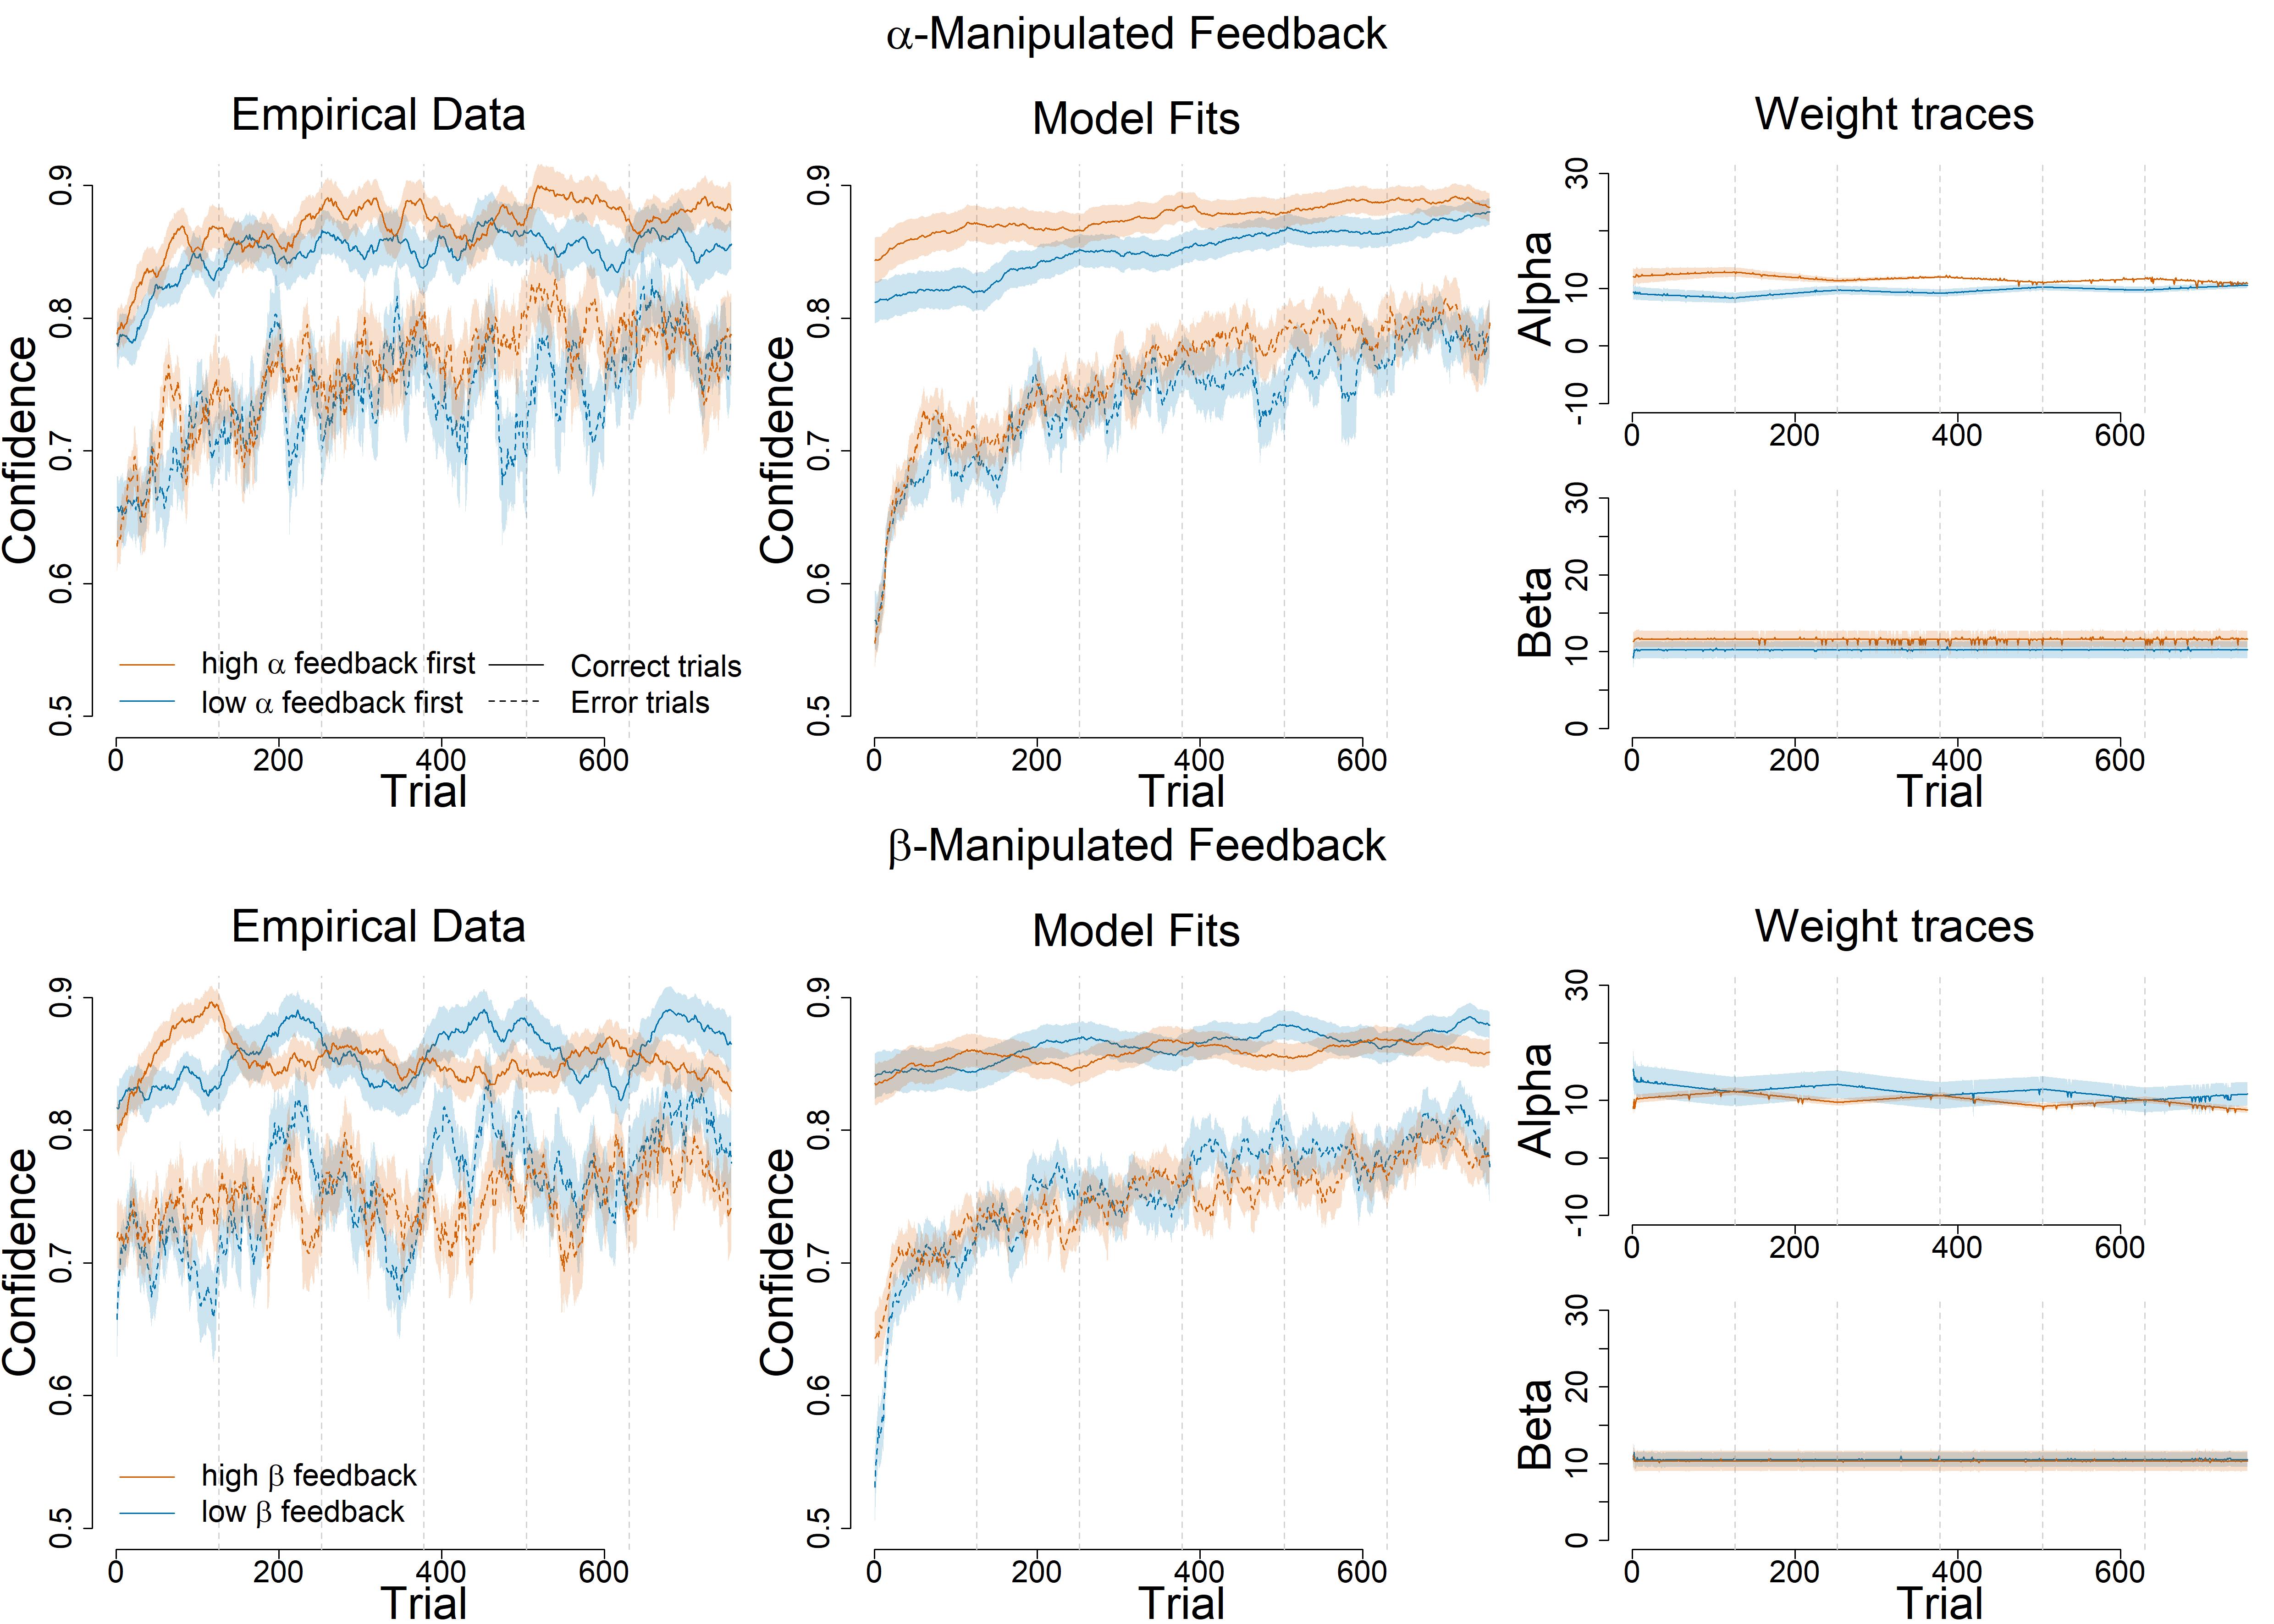 α-Manipulated Feedback
Empirical Data
Model Fits
Weight traces
Confidence
0.9
0.8
0.7
0.6
0.5
high α feedback first
low α feedback first
Correct trials
Error trials
0 200 400 600
Trial
Confidence
0.9
0.8
0.7
0.6
0.5
0 200 400 600
Trial
Alpha
30
10
0
-10
0 200 400 600
Beta
30
20
10
0
0 200 400 600
Trial
β-Manipulated Feedback
Empirical Data
Model Fits
Weight traces
Confidence
0.9
0.8
0.7
0.6
0.5
high β feedback
low β feedback
0 200 400 600
Trial
Confidence
0.9
0.8
0.7
0.6
0.5
0 200 400 600
Trial
Alpha
30
10
0
-10
0 200 400 600
Beta
30
20
10
0
0 200 400 600
Trial